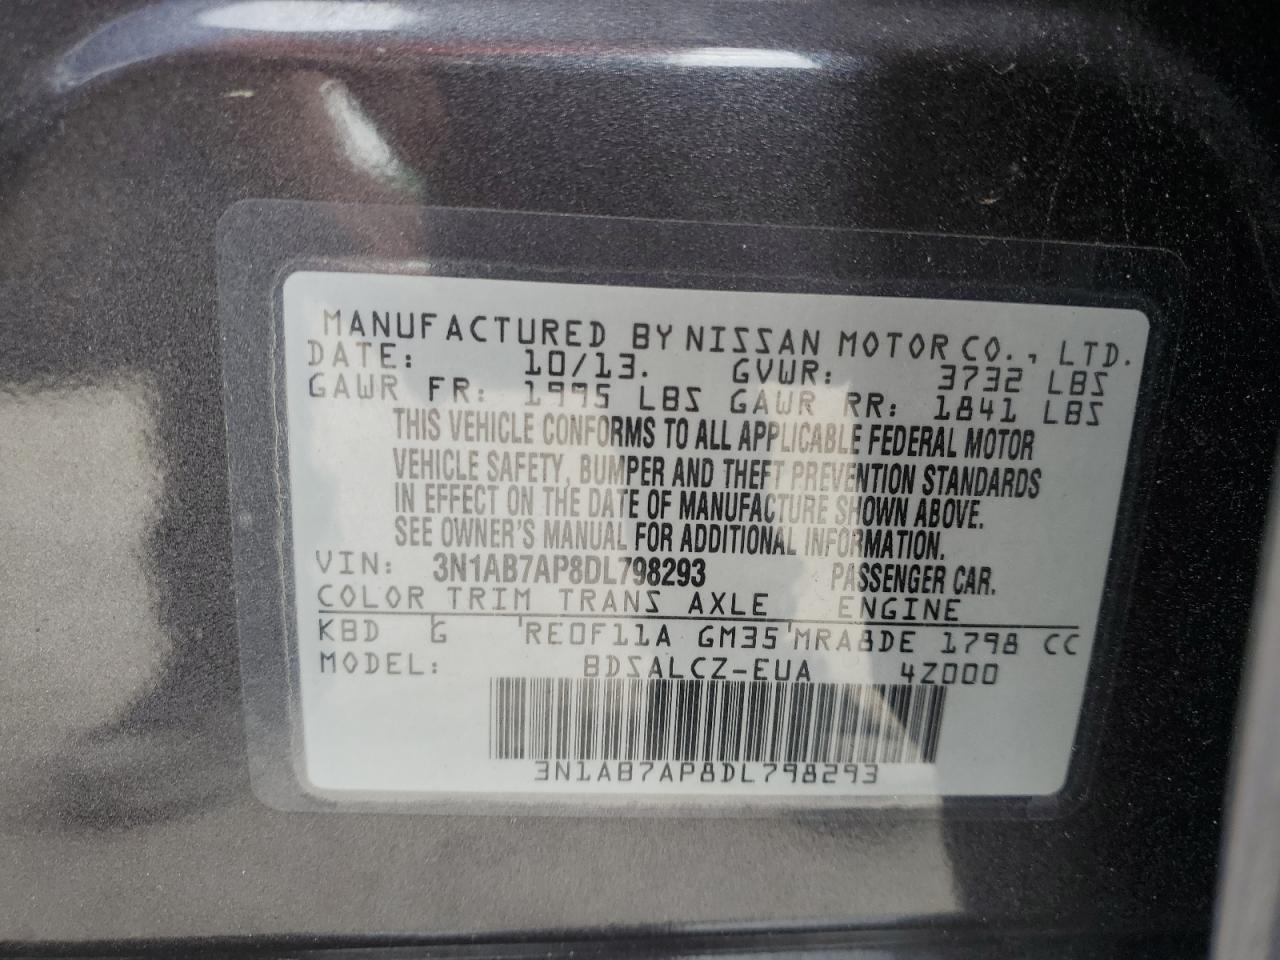 MANUFACTURED BY NISSAN MOTOR CO., LTD.
DATE: 10/13. GVWR: 3732 LBS
GAWR FR: 1995 LBS GAWR RR: 1841 LBS
THIS VEHICLE CONFORMS TO ALL APPLICABLE FEDERAL MOTOR
VEHICLE SAFETY, BUMPER AND THEFT PREVENTION STANDARDS
IN EFFECT ON THE DATE OF MANUFACTURE SHOWN ABOVE.
SEE OWNER'S MANUAL FOR ADDITIONAL INFORMATION.
VIN: 3N1AB7AP8DL798293 PASSENGER CAR.
COLOR TRIM TRANS AXLE ENGINE
KBD G RE0F11A GM35 MRA8DE 1798 CC
MODEL: BDSALCZ-EUA 4Z000
3N1AB7AP8DL798293